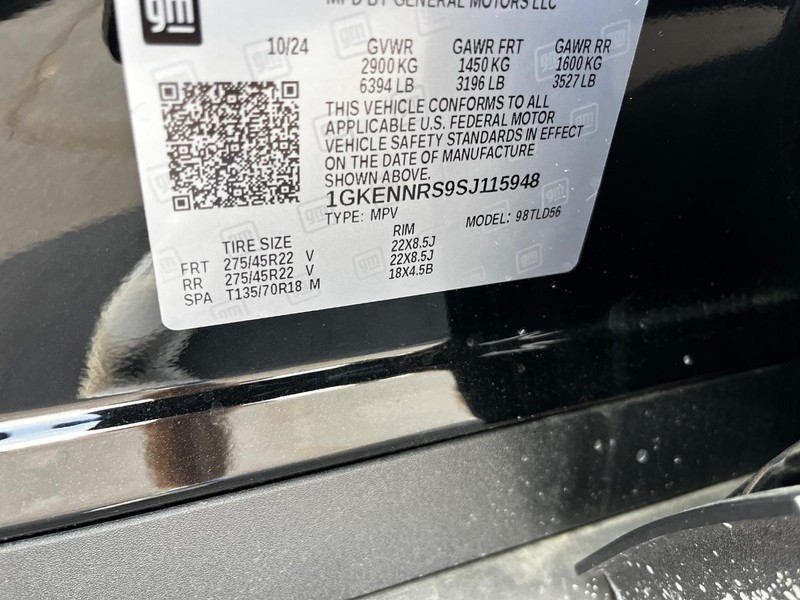 gm
MFD BY GENERAL MOTORS LLC
10/24 GVWR GAWR FRT GAWR RR
2900 KG 1450 KG 1600 KG
6394 LB 3196 LB 3527 LB
THIS VEHICLE CONFORMS TO ALL
APPLICABLE U.S. FEDERAL MOTOR
VEHICLE SAFETY STANDARDS IN EFFECT
ON THE DATE OF MANUFACTURE
SHOWN ABOVE.
1GKENNRS9SJ115948
TYPE: MPV MODEL: 98TLD56
TIRE SIZE RIM
FRT 275/45R22 V 22X8.5J
RR 275/45R22 V 22X8.5J
SPA T135/70R18 M 18X4.5B